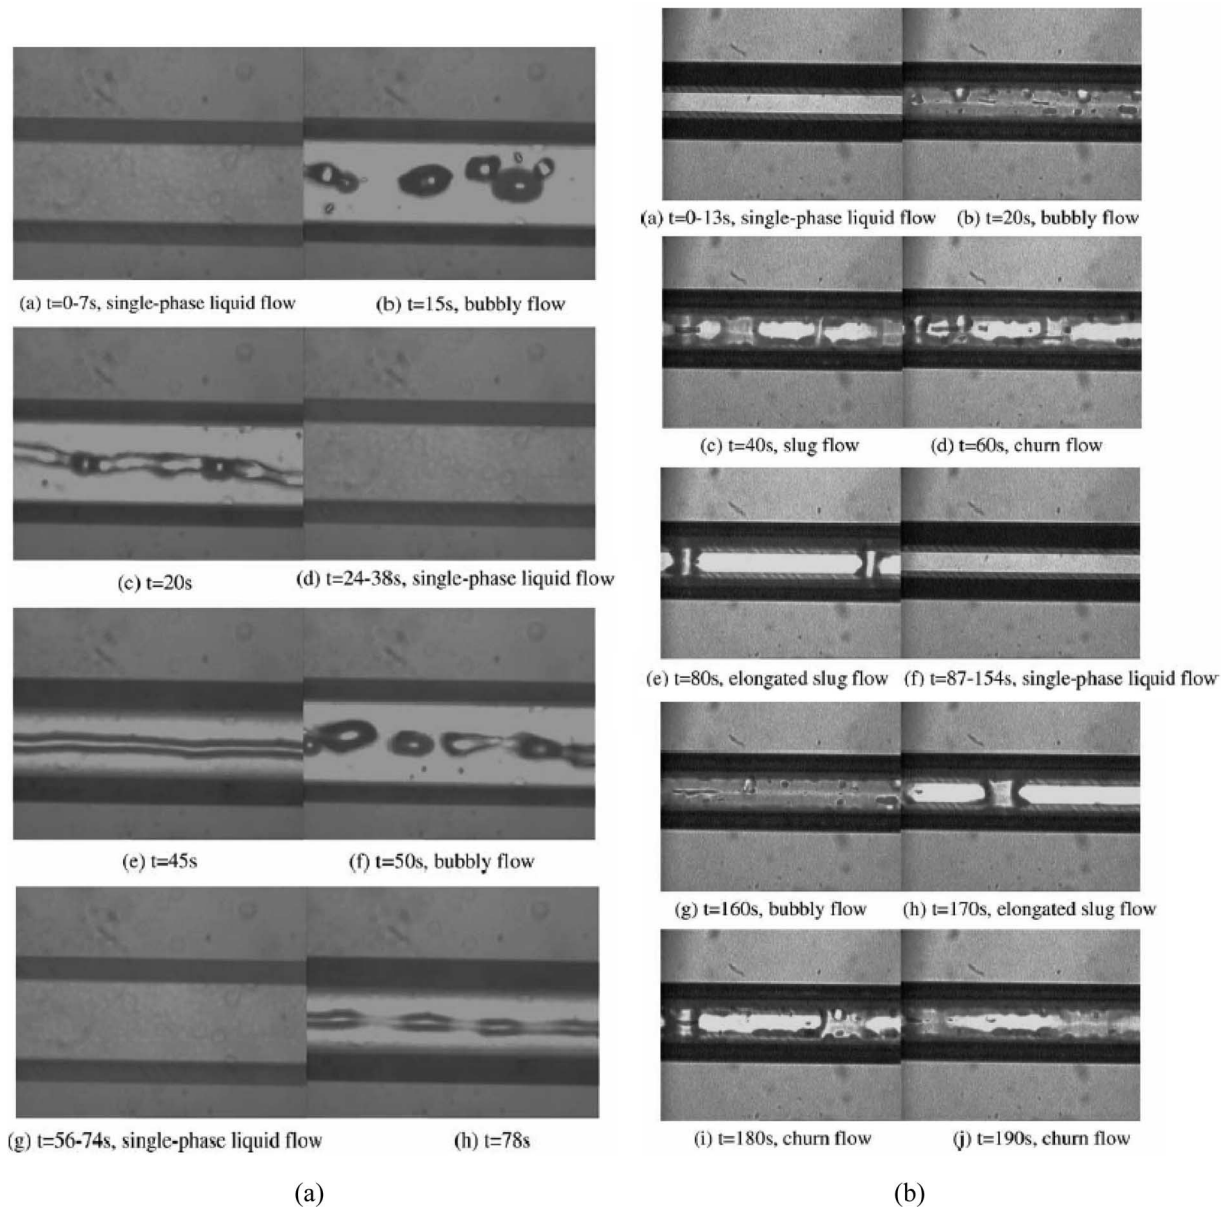 (a) t=0-7s, single-phase liquid flow
(b) t=15s, bubbly flow
(c) t=20s
(d) t=24-38s, single-phase liquid flow
(e) t=45s
(f) t=50s, bubbly flow
(g) t=56-74s, single-phase liquid flow
(h) t=78s
(a)
(a) t=0-13s, single-phase liquid flow
(b) t=20s, bubbly flow
(c) t=40s, slug flow
(d) t=60s, churn flow
(e) t=80s, elongated slug flow
(f) t=87-154s, single-phase liquid flow
(g) t=160s, bubbly flow
(h) t=170s, elongated slug flow
(i) t=180s, churn flow
(j) t=190s, churn flow
(b)